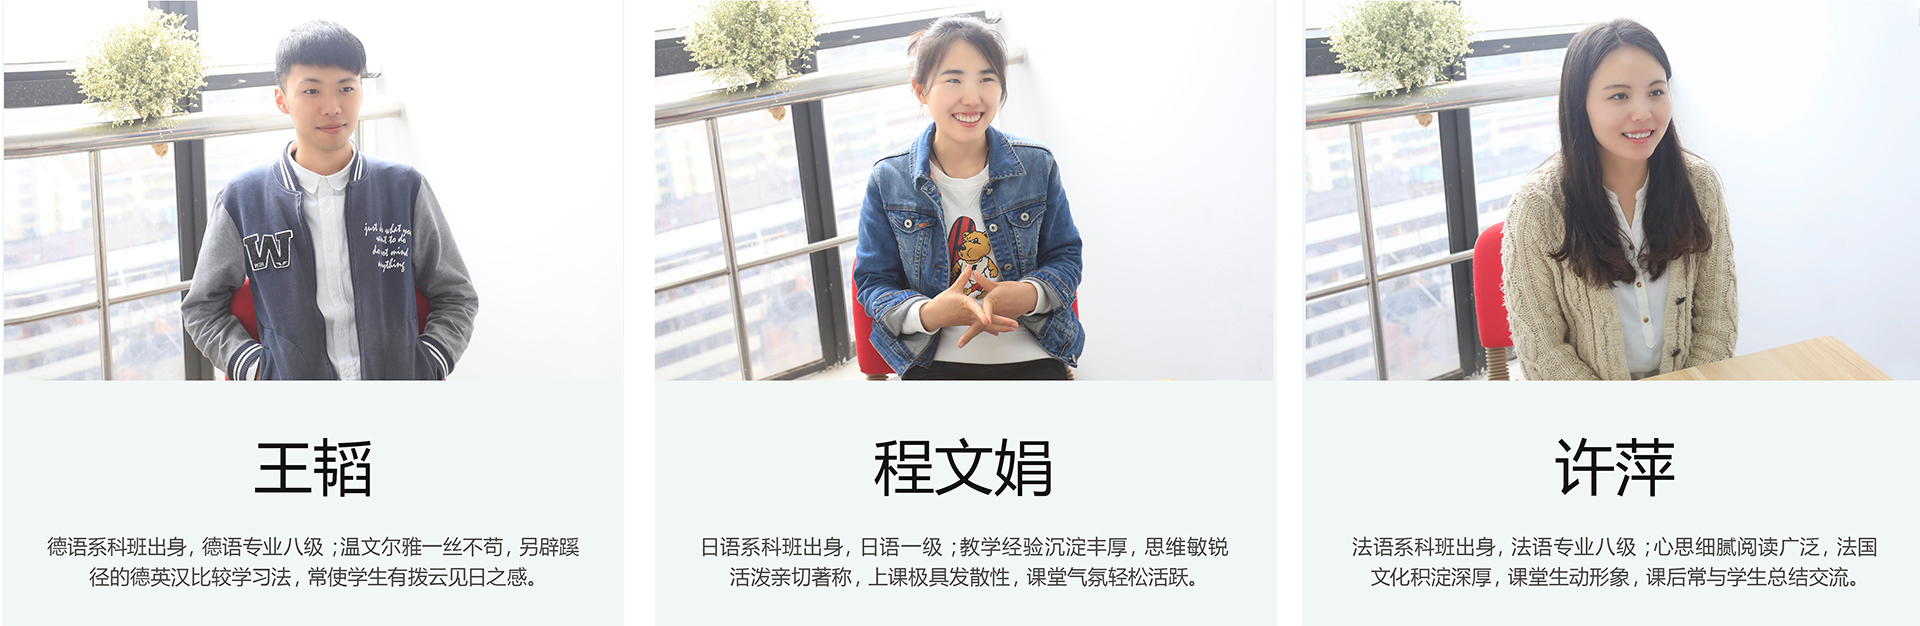 W
WIN
just do what you
want to do
do not mind
anything
王韬
德语系科班出身, 德语专业八级 ;温文尔雅一丝不苟, 另辟蹊
径的德英汉比较学习法, 常使学生有拨云见日之感。
程文娟
日语系科班出身, 日语一级 ;教学经验沉淀丰厚, 思维敏锐
活泼亲切著称, 上课极具发散性, 课堂气氛轻松活跃。
许萍
法语系科班出身, 法语专业八级 ;心思细腻阅读广泛, 法国
文化积淀深厚, 课堂生动形象, 课后常与学生总结交流。